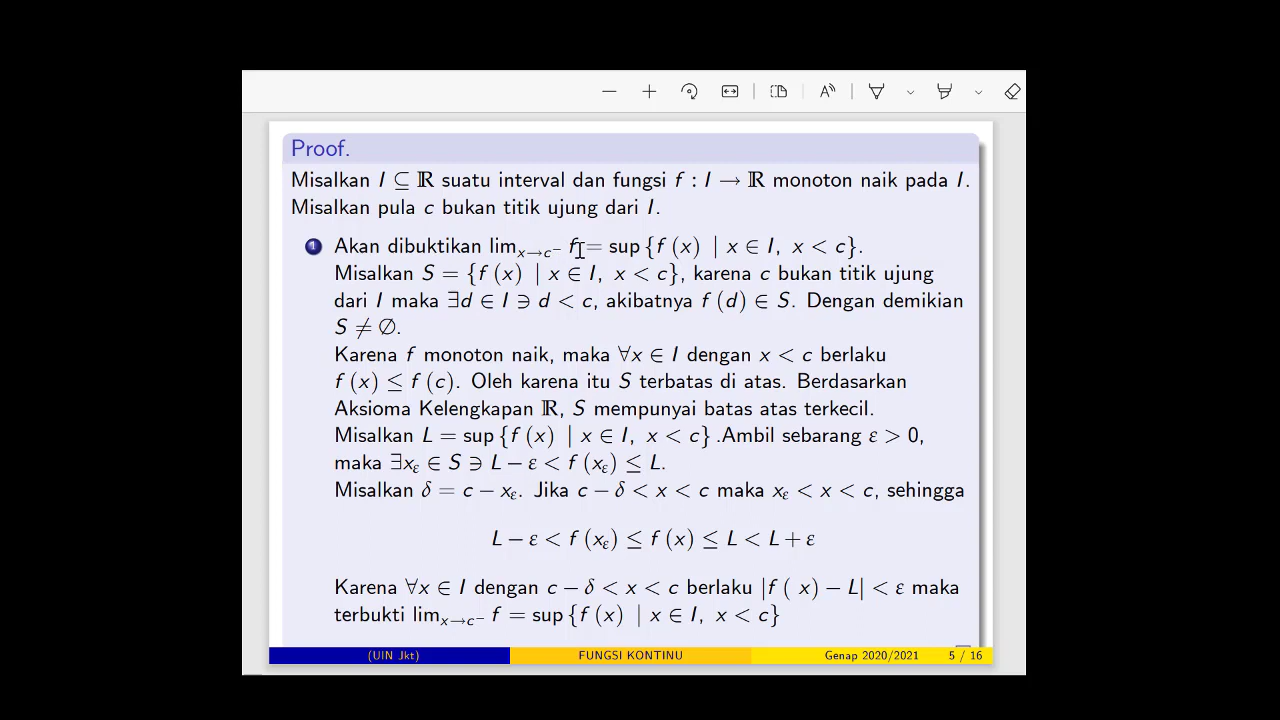 Proof.
Misalkan I ⊆ ℝ suatu interval dan fungsi f : I → ℝ monoton naik pada I.
Misalkan pula c bukan titik ujung dari I.
1 Akan dibuktikan lim_{x→c⁻} f = sup {f (x) | x ∈ I, x < c}.
Misalkan S = {f (x) | x ∈ I, x < c}, karena c bukan titik ujung
dari I maka ∃d ∈ I ∋ d < c, akibatnya f (d) ∈ S. Dengan demikian
S ≠ ∅.
Karena f monoton naik, maka ∀x ∈ I dengan x < c berlaku
f (x) ≤ f (c). Oleh karena itu S terbatas di atas. Berdasarkan
Aksioma Kelengkapan ℝ, S mempunyai batas atas terkecil.
Misalkan L = sup {f (x) | x ∈ I, x < c} .Ambil sebarang ε > 0,
maka ∃x_ε ∈ S ∋ L − ε < f (x_ε) ≤ L.
Misalkan δ = c − x_ε. Jika c − δ < x < c maka x_ε < x < c, sehingga
L − ε < f (x_ε) ≤ f (x) ≤ L < L + ε
Karena ∀x ∈ I dengan c − δ < x < c berlaku |f ( x) − L| < ε maka
terbukti lim_{x→c⁻} f = sup {f (x) | x ∈ I, x < c}
(UIN Jkt) FUNGSI KONTINU Genap 2020/2021 5 / 16